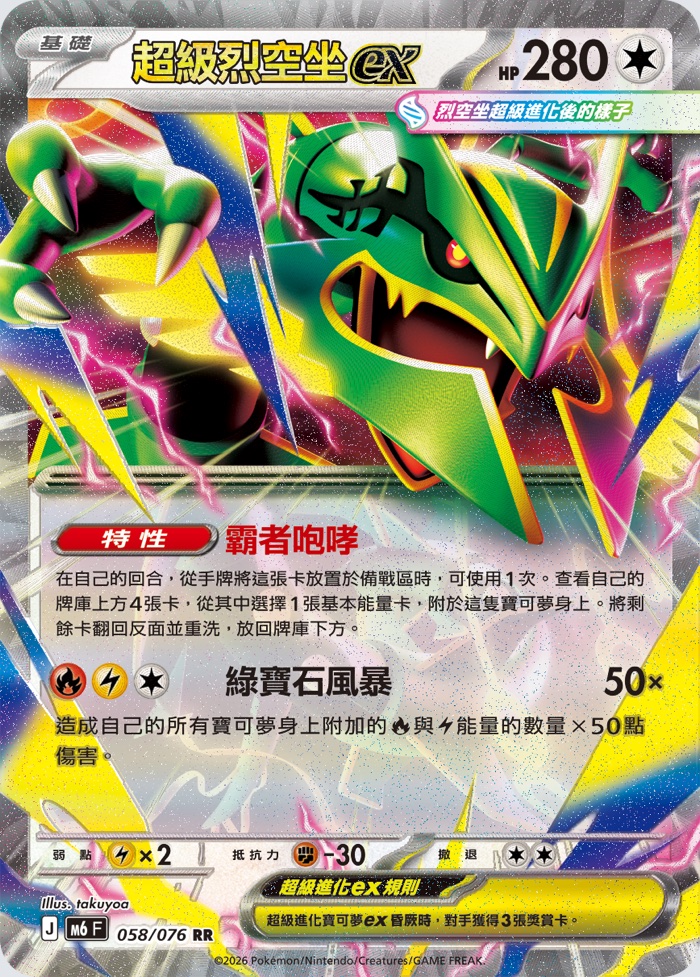 基礎 超級烈空坐ex HP 280
烈空坐超級進化後的樣子
特性 霸者咆哮
在自己的回合,從手牌將這張卡放置於備戰區時,可使用1次。查看自己的
牌庫上方4張卡,從其中選擇1張基本能量卡,附於這隻寶可夢身上。將剩
餘卡翻回反面並重洗,放回牌庫下方。
綠寶石風暴 50×
造成自己的所有寶可夢身上附加的與能量的數量×50點
傷害。
弱點 ×2 抵抗力 -30 撤退
超級進化ex規則
超級進化寶可夢ex昏厥時,對手獲得3張獎賞卡。
Illus. takuyoa
J M6 F 058/076 RR
©2026 Pokémon/Nintendo/Creatures/GAME FREAK.